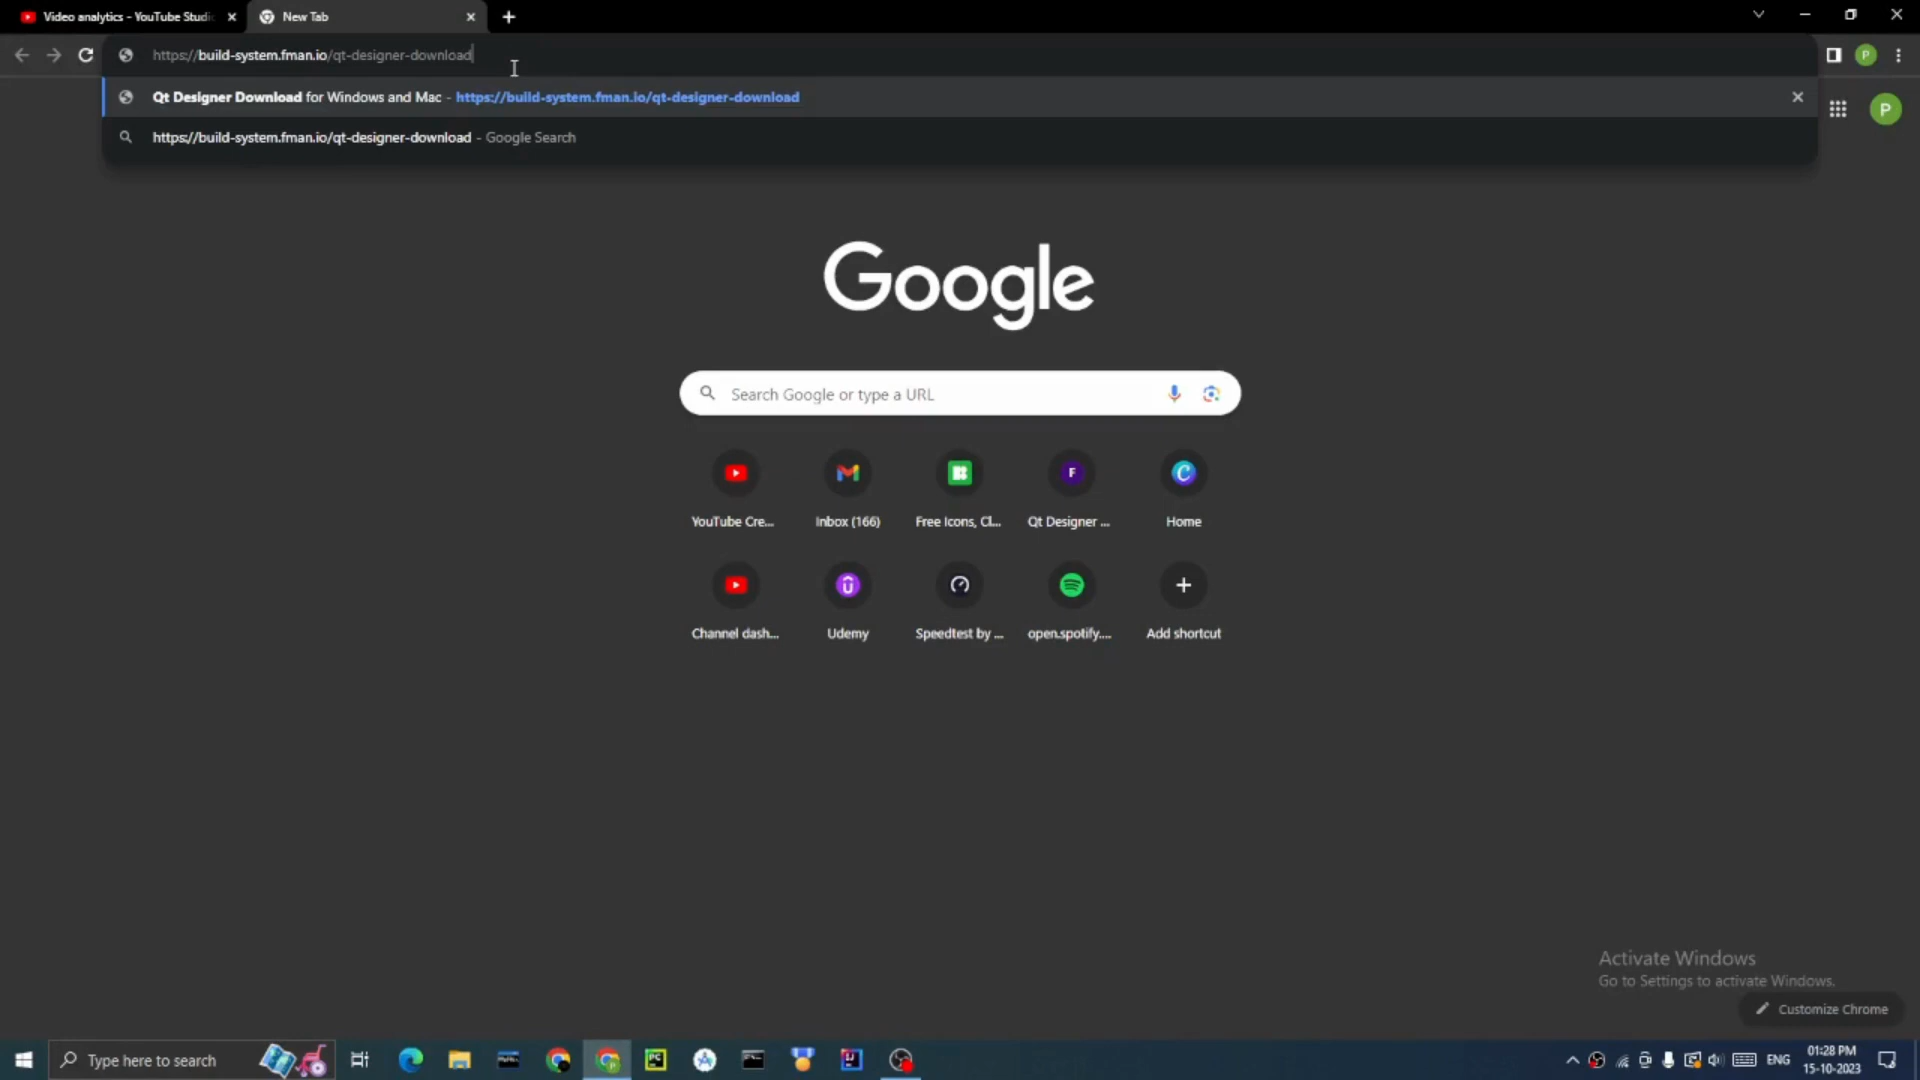 Video analytics - YouTube Studi
New Tab
https://build-system.fman.io/qt-designer-download
P
Qt Designer Download for Windows and Mac - https://build-system.fman.io/qt-designer-download
https://build-system.fman.io/qt-designer-download - Google Search
P
Google
Search Google or type a URL
F
YouTube Cre...
Inbox (166)
Free Icons, Cl...
Qt Designer ...
Home
Channel dash...
Udemy
Speedtest by ...
open.spotify....
Add shortcut
Activate Windows
Go to Settings to activate Windows.
Customize Chrome
Type here to search
PC
ENG
01:28 PM
15-10-2023